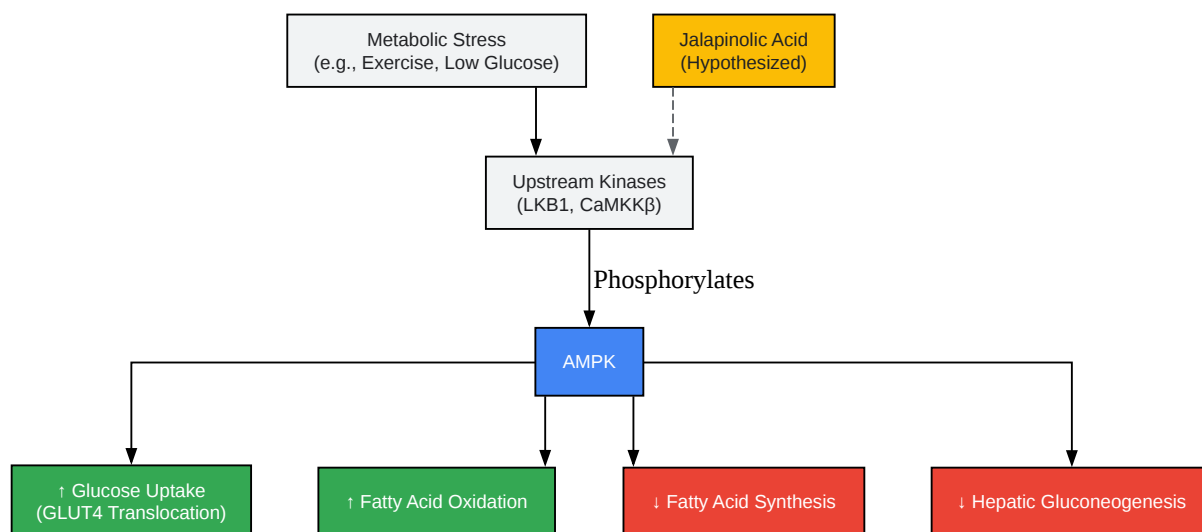 Metabolic Stress
(e.g., Exercise, Low Glucose)
Jalapinolic Acid
(Hypothesized)
Upstream Kinases
(LKB1, CaMKKβ)
Phosphorylates
AMPK
↑ Glucose Uptake
(GLUT4 Translocation)
↑ Fatty Acid Oxidation
↓ Fatty Acid Synthesis
↓ Hepatic Gluconeogenesis